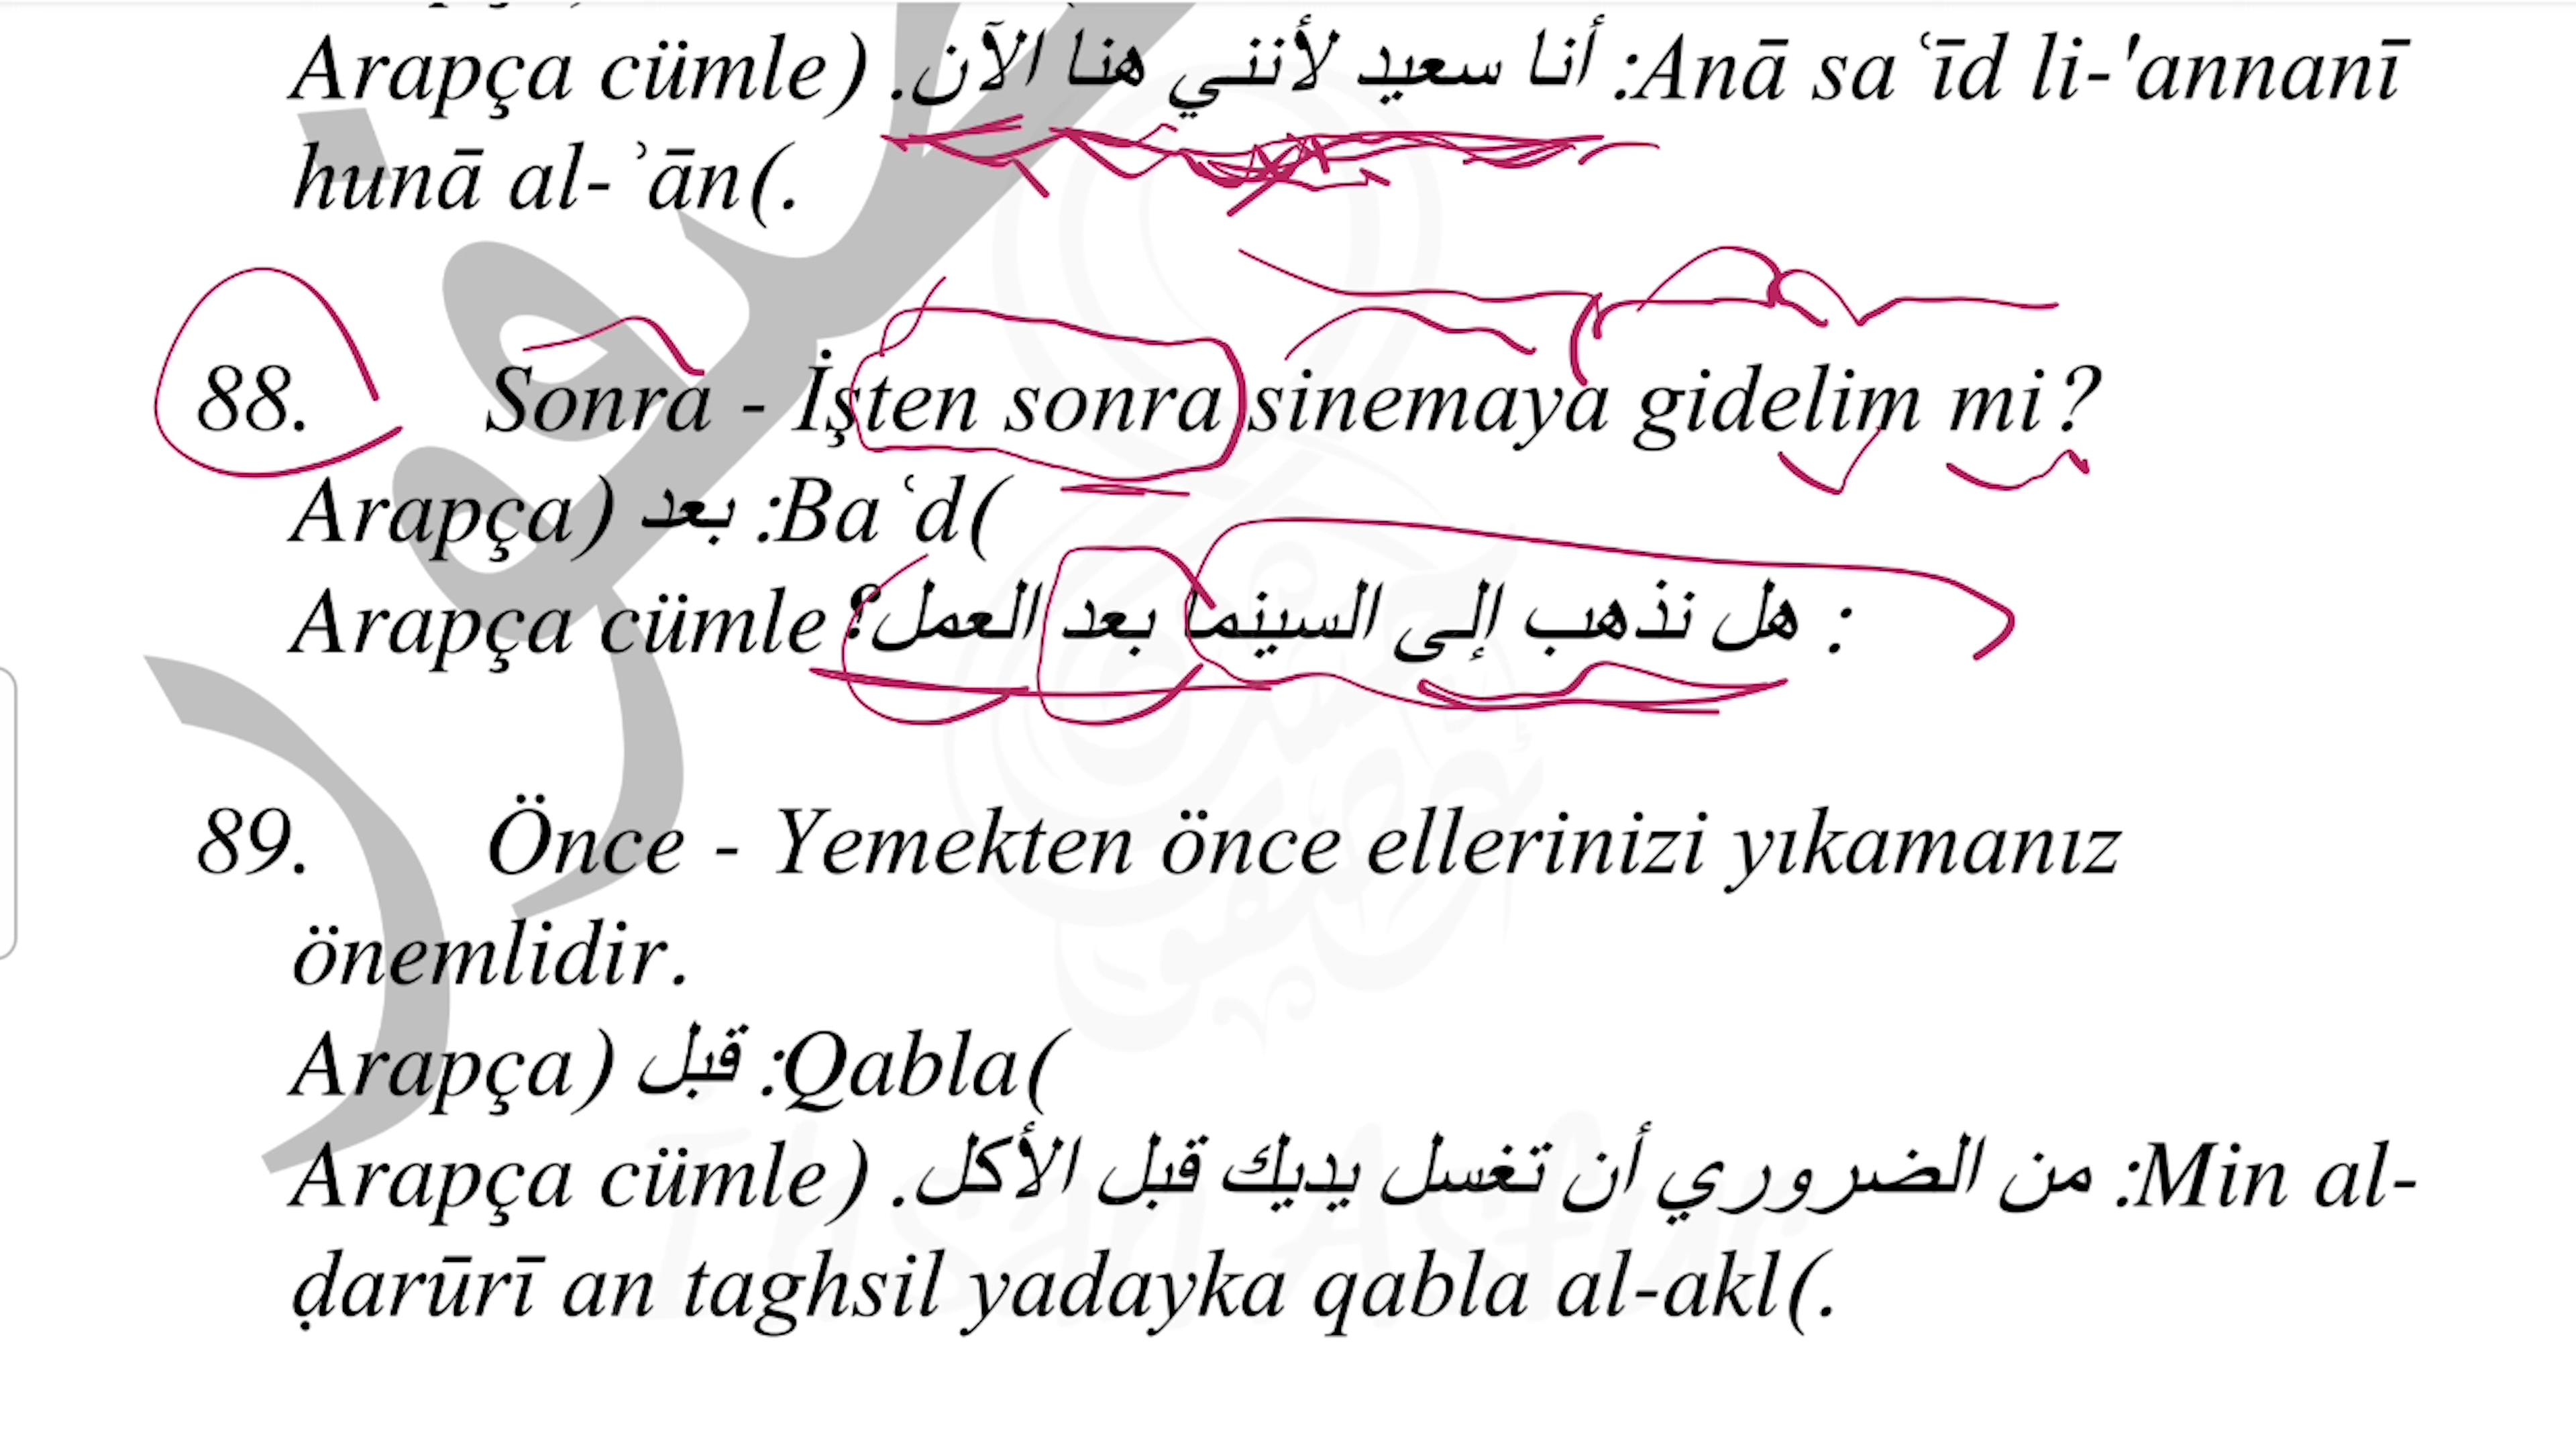 Arapça cümle) أنا سعيد لأنني هنا الآن. :Anā saʿīd li-'annanī
hunā al-ʾān(.
88. Sonra - İşten sonra sinemaya gidelim mi?
Arapça) بعد :Baʿd(
Arapça cümle هل نذهب إلى السينما بعد العمل؟ :
89. Önce - Yemekten önce ellerinizi yıkamanız
önemlidir.
Arapça) قبل :Qabla(
Arapça cümle) من الضروري أن تغسل يديك قبل الأكل. :Min al-
ḍarūrī an taghsil yadayka qabla al-akl(.